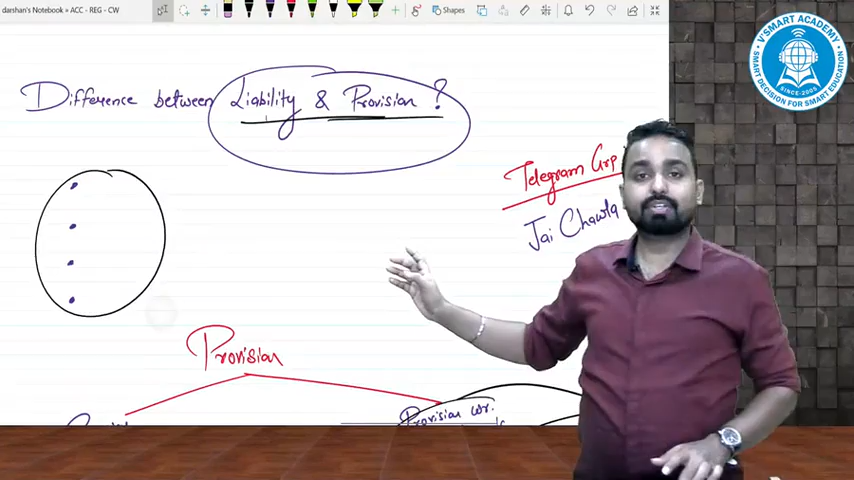 darshan's Notebook » ACC - REG - CW
Shapes
V'SMART ACADEMY
SMART DECISION FOR SMART EDUCATION
SINCE-2005
Difference between Liability & Provision ?
Telegram Grp
Jai Chawla
Provision
Provision wr.